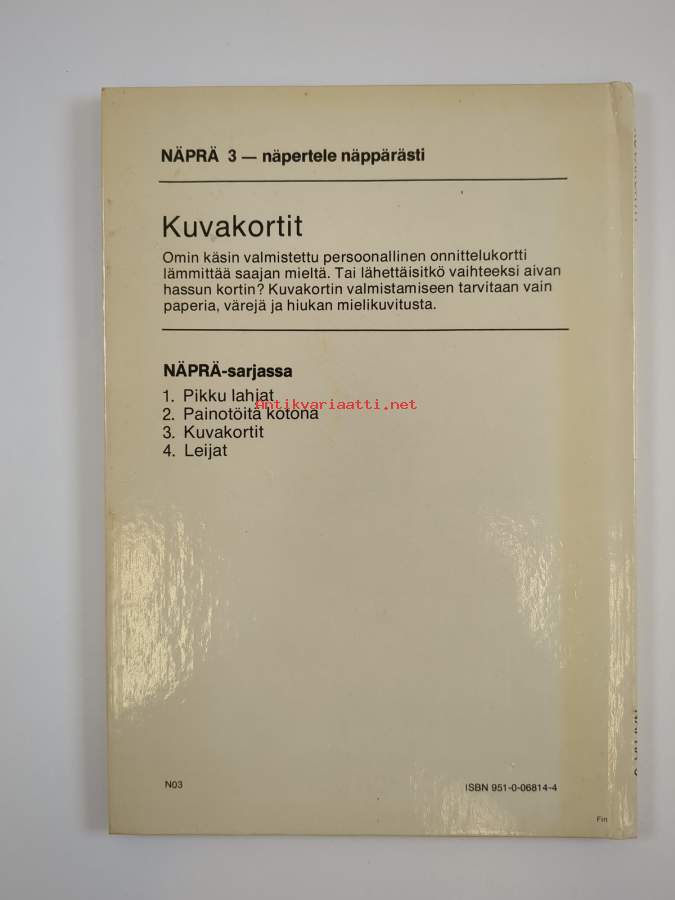 NÄPRÄ 3 — näpertele näppärästi
Kuvakortit
Omin käsin valmistettu persoonallinen onnittelukortti
lämmittää saajan mieltä. Tai lähettäisitkö vaihteeksi aivan
hassun kortin? Kuvakortin valmistamiseen tarvitaan vain
paperia, värejä ja hiukan mielikuvitusta.
NÄPRÄ-sarjassa
1. Pikku lahjat
Antikvariaatti.net
2. Painotöitä kotona
3. Kuvakortit
4. Leijat
N03
ISBN 951-0-06814-4
Fin